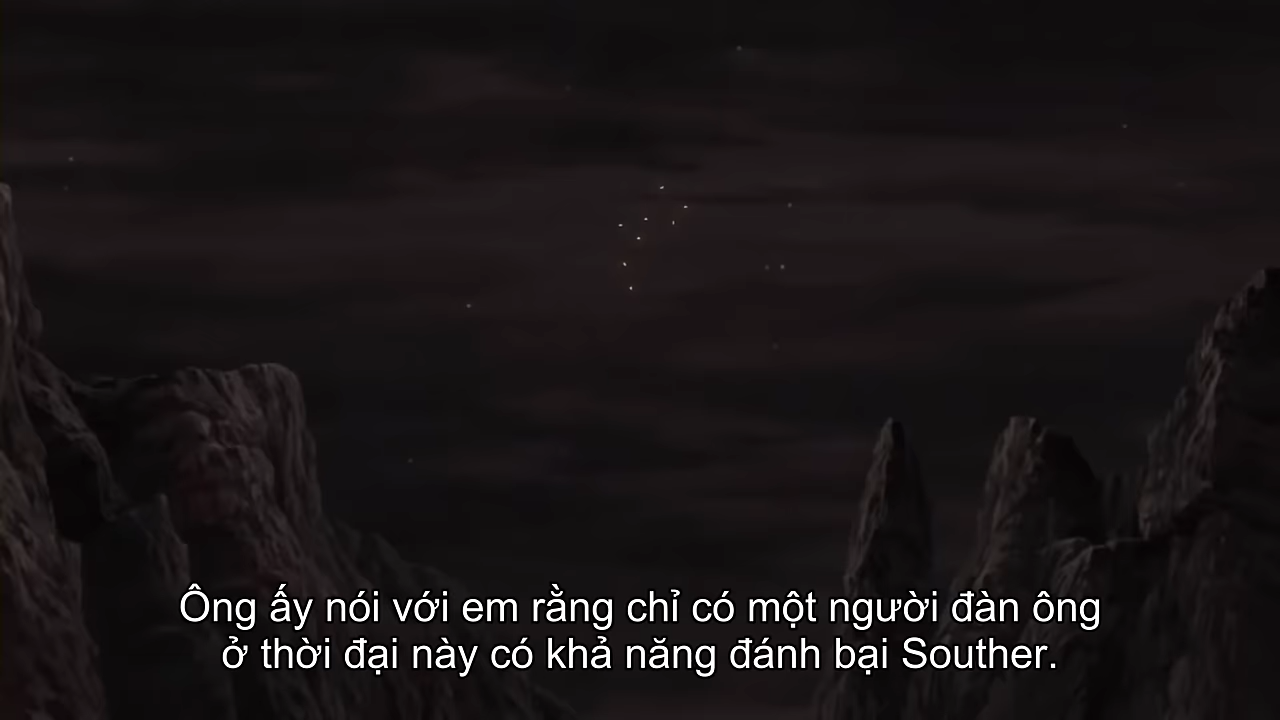 Ông ấy nói với em rằng chỉ có một người đàn ông
ở thời đại này có khả năng đánh bại Souther.